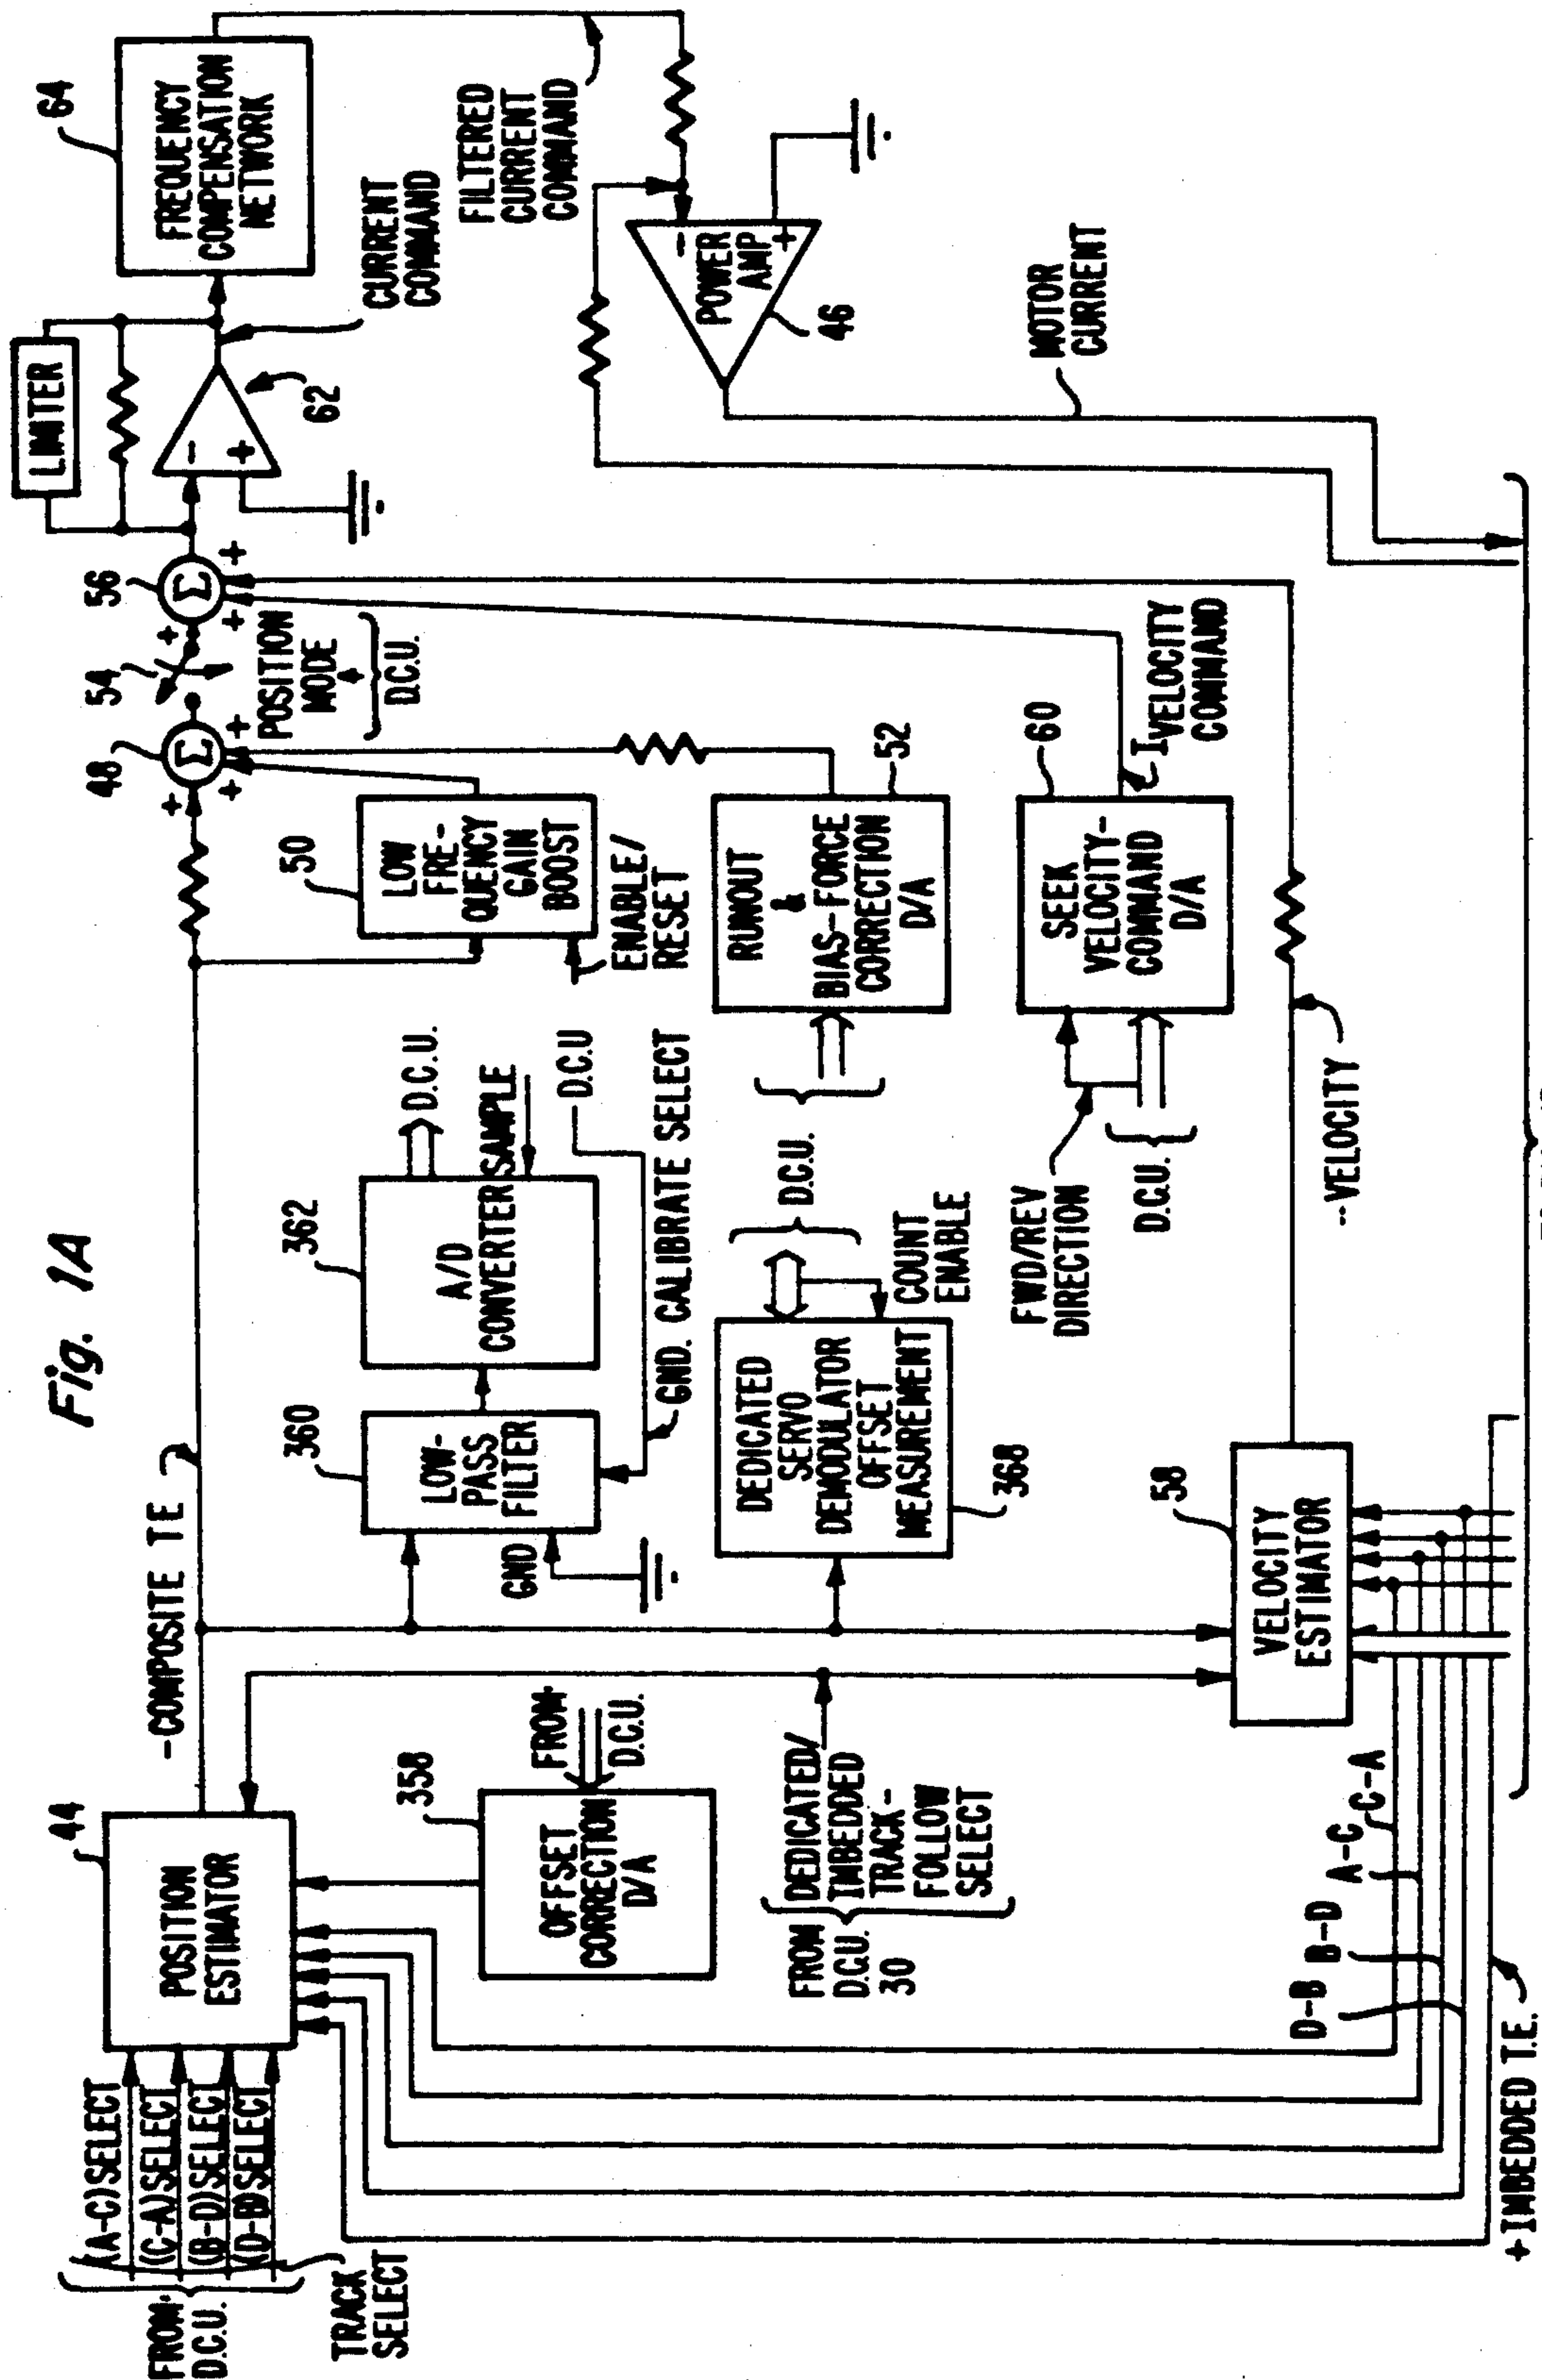 Fig. 1A
(A-C)SELECT
(C-A)SELECT
(B-D)SELECT
(D-B)SELECT
FROM
D.C.U.
TRACK
SELECT
44
POSITION
ESTIMATOR
-COMPOSITE TE
358
OFFSET
CORRECTION
D/A
FROM
D.C.U.
FROM
D.C.U.
30
DEDICATED/
IMBEDDED
TRACK-
FOLLOW
SELECT
360
LOW-
PASS
FILTER
GND
362
A/D
CONVERTER
D.C.U.
SAMPLE
D.C.U
GND. CALIBRATE SELECT
DEDICATED
SERVO
DEMODULATOR
OFFSET
MEASUREMENT
368
D.C.U.
COUNT
ENABLE
50
LOW
FRE-
QUENCY
GAIN
BOOST
ENABLE/
RESET
RUNOUT
&
BIAS-FORCE
CORRECTION
D/A
52
FWD/REV
DIRECTION
D.C.U.
60
SEEK
VELOCITY-
COMMAND
D/A
I VELOCITY
COMMAND
48
Σ
+
+
+
54
POSITION
MODE
D.C.U.
56
Σ
+
+
+
LIMITER
-
+
62
CURRENT
COMMAND
64
FREQUENCY
COMPENSATION
NETWORK
FILTERED
CURRENT
COMMAND
-
POWER
AMP
+
46
MOTOR
CURRENT
58
VELOCITY
ESTIMATOR
--VELOCITY
D-B
B-D
A-C
C-A
+IMBEDDED T.E.